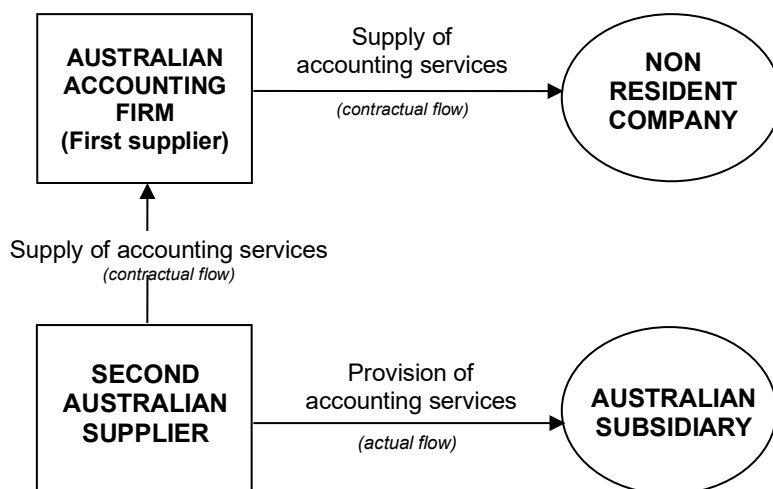 AUSTRALIAN
ACCOUNTING
FIRM
(First supplier)
Supply of
accounting services
(contractual flow)
NON
RESIDENT
COMPANY
Supply of accounting services
(contractual flow)
SECOND
AUSTRALIAN
SUPPLIER
Provision of
accounting services
(actual flow)
AUSTRALIAN
SUBSIDIARY